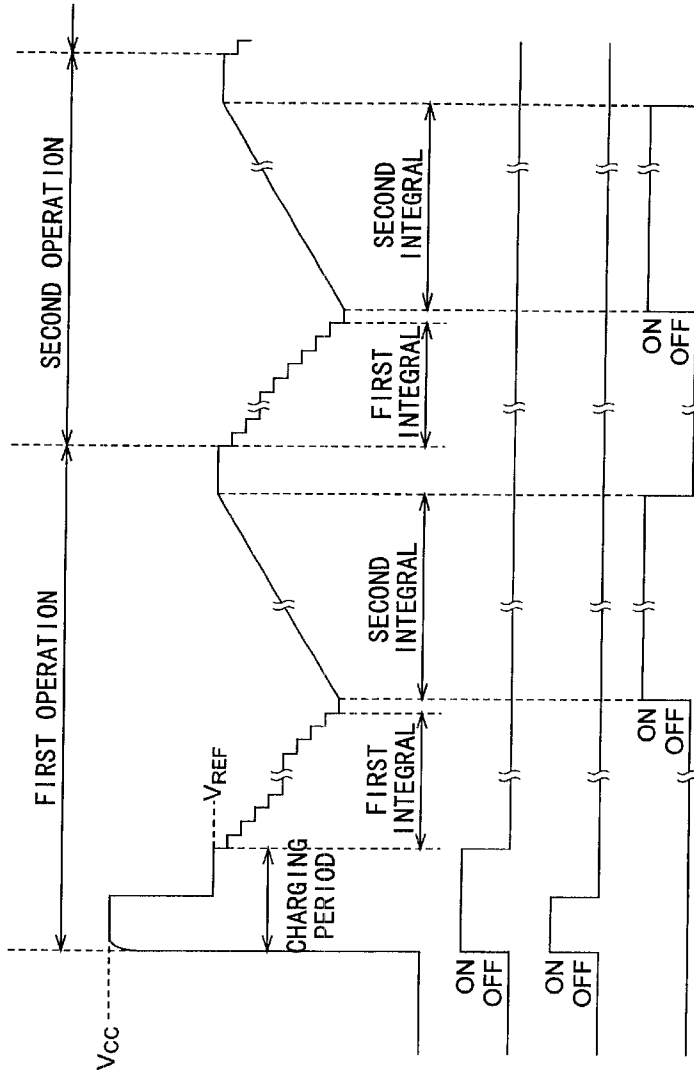 FIRST OPERATION
SECOND OPERATION
VCC
VREF
CHARGING
PERIOD
FIRST
INTEGRAL
SECOND
INTEGRAL
FIRST
INTEGRAL
SECOND
INTEGRAL
ON
OFF
ON
OFF
ON
OFF
ON
OFF